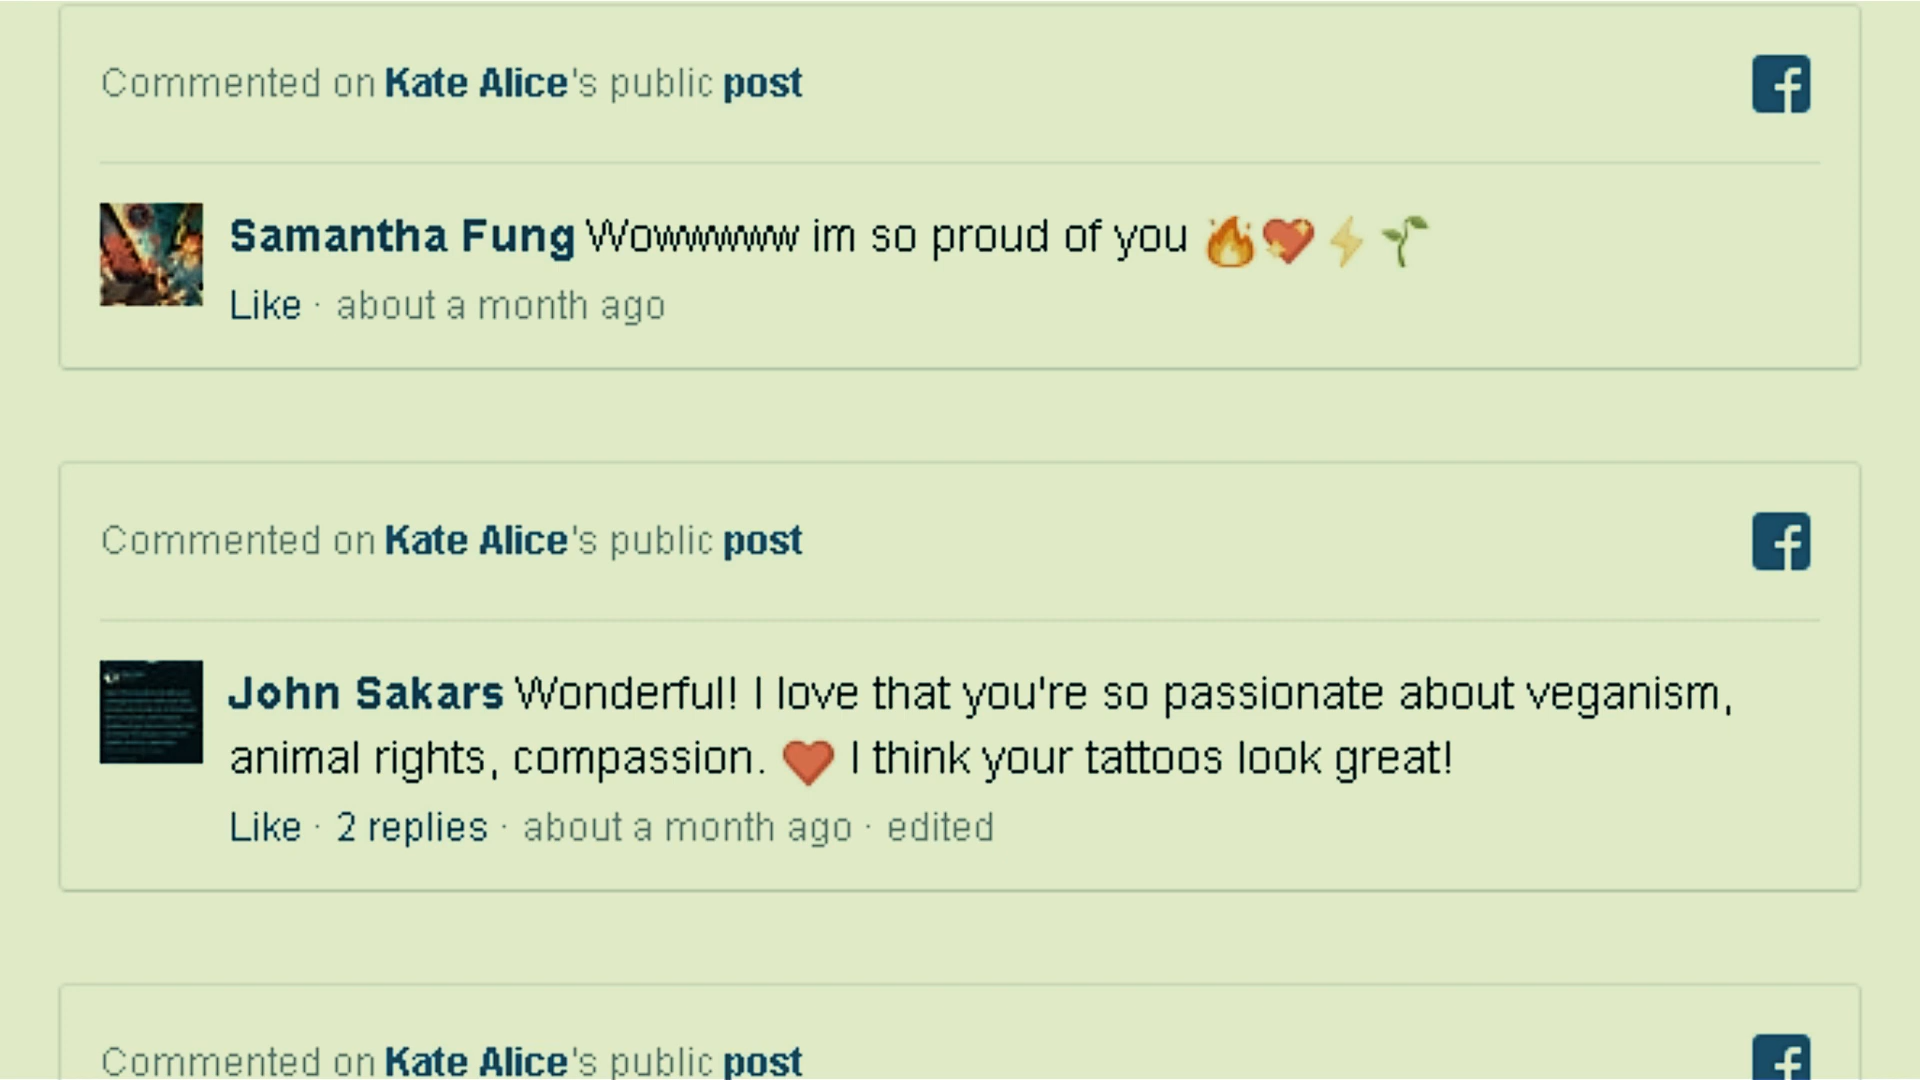 Commented on Kate Alice's public post
Samantha Fung Wowwwww im so proud of you 🔥💖⚡🌱
Like · about a month ago
Commented on Kate Alice's public post
John Sakars Wonderful! I love that you're so passionate about veganism,
animal rights, compassion. ❤️ I think your tattoos look great!
Like · 2 replies · about a month ago · edited
Commented on Kate Alice's public post